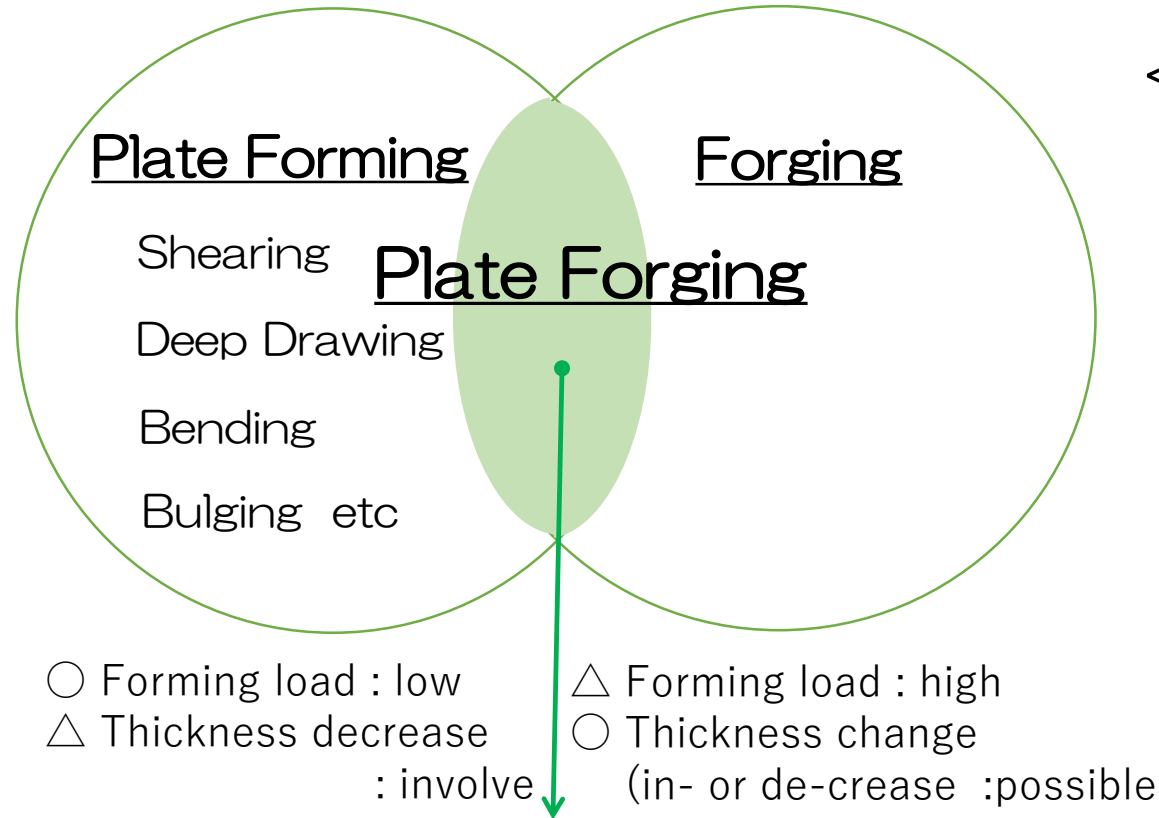 <
Plate Forming
Forging
Shearing
Plate Forging
Deep Drawing
Bending
Bulging etc
○ Forming load : low
△ Thickness decrease
: involve
△ Forming load : high
○ Thickness change
(in- or de-crease :possible